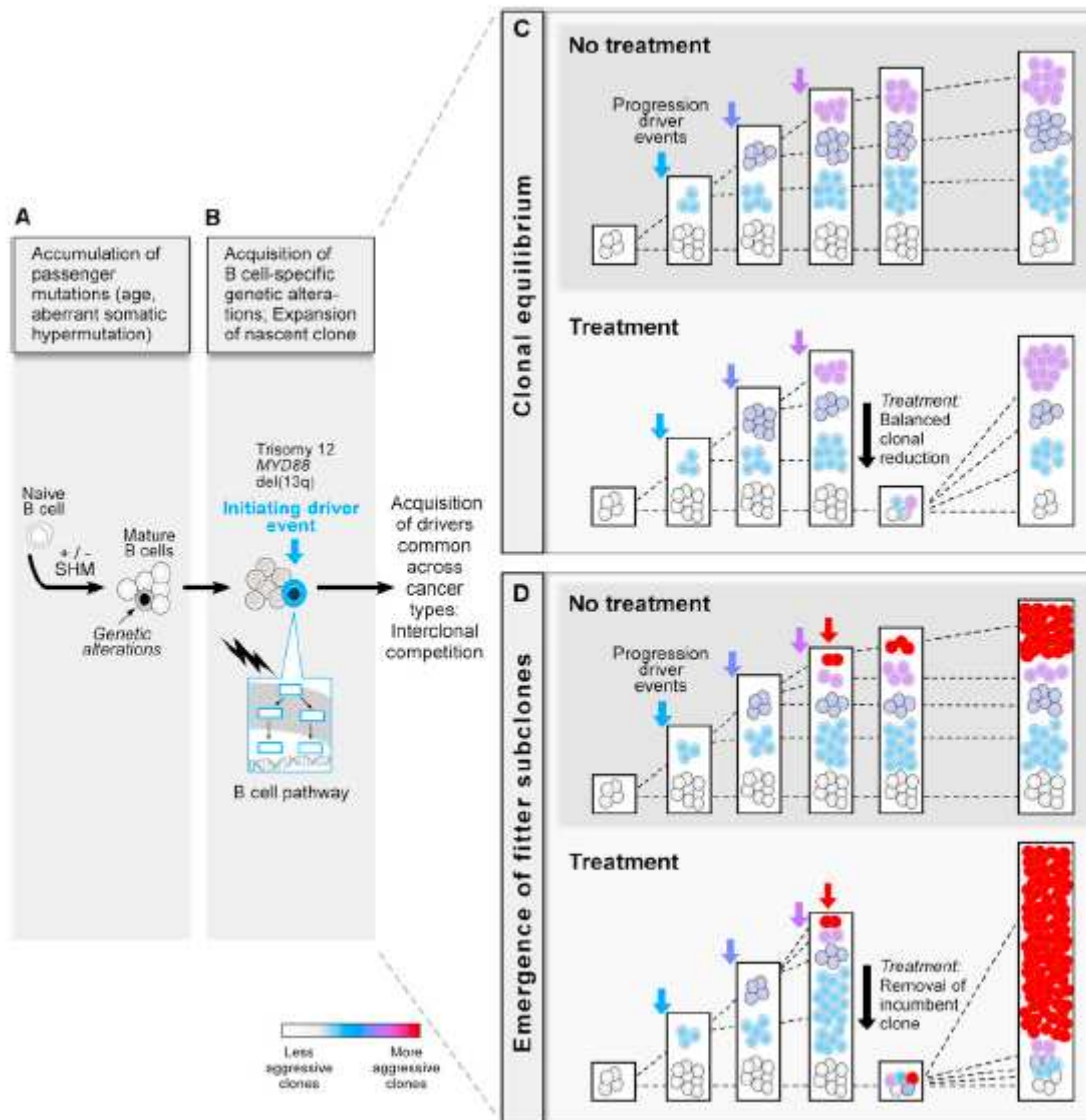 A
Accumulation of
passenger
mutations (age,
aberrant somatic
hypermutation)
B
Acquisition of
B cell-specific
genetic altera-
tions; Expansion
of nascent clone
Naive
B cell
+ / -
SHM
Mature
B cells
Genetic
alterations
Trisomy 12
MYD88
del(13q)
Initiating driver
event
B cell pathway
Acquisition
of drivers
common
across
cancer
types:
Interclonal
competition
Less
aggressive
clones
More
aggressive
clones
C
Clonal equilibrium
No treatment
Progression
driver
events
Treatment
Treatment:
Balanced
clonal
reduction
D
Emergence of fitter subclones
No treatment
Progression
driver
events
Treatment
Treatment:
Removal of
incumbent
clone